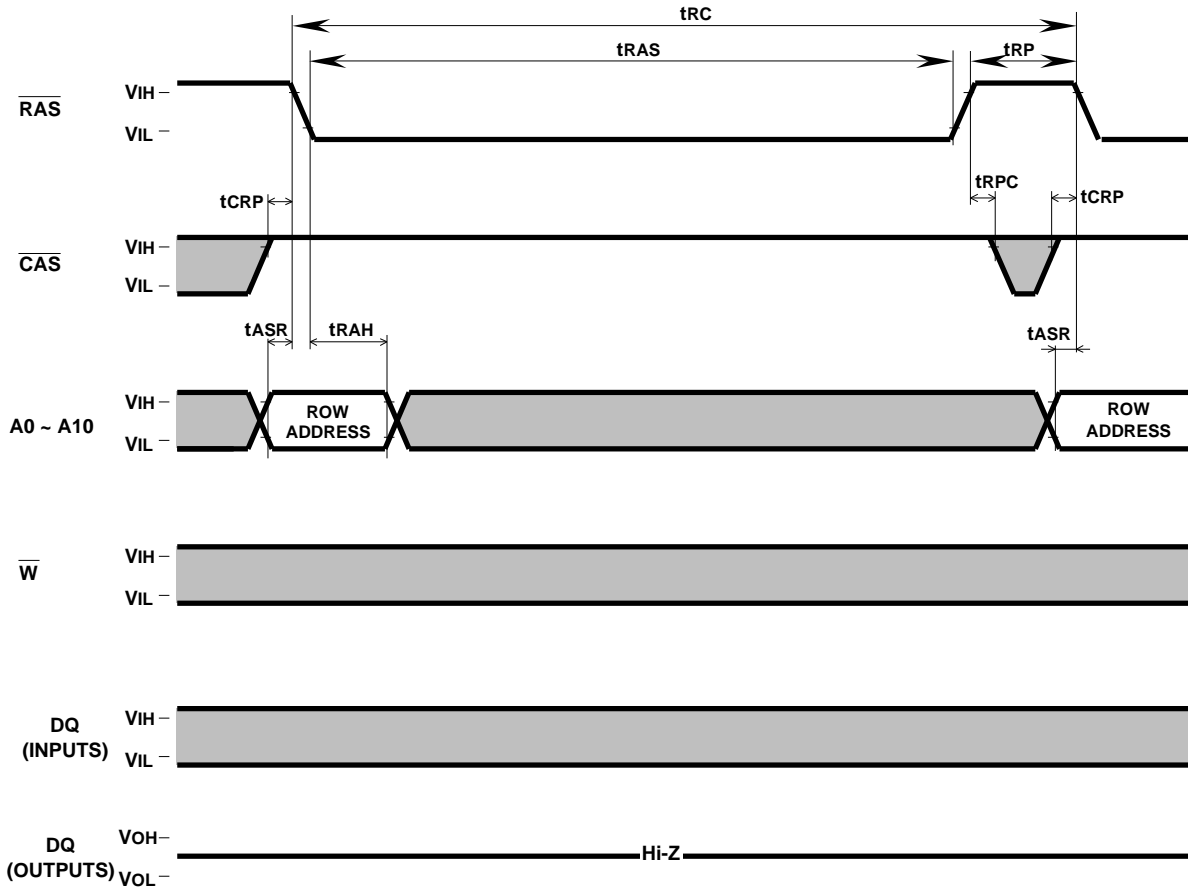 tRC
tRAS
tRP
RAS
VIH
VIL
tCRP
tRPC
tCRP
CAS
VIH
VIL
tASR
tRAH
tASR
A0 ~ A10
VIH
VIL
ROW
ADDRESS
ROW
ADDRESS
W
VIH
VIL
DQ
(INPUTS)
VIH
VIL
DQ
(OUTPUTS)
VOH
VOL
Hi-Z